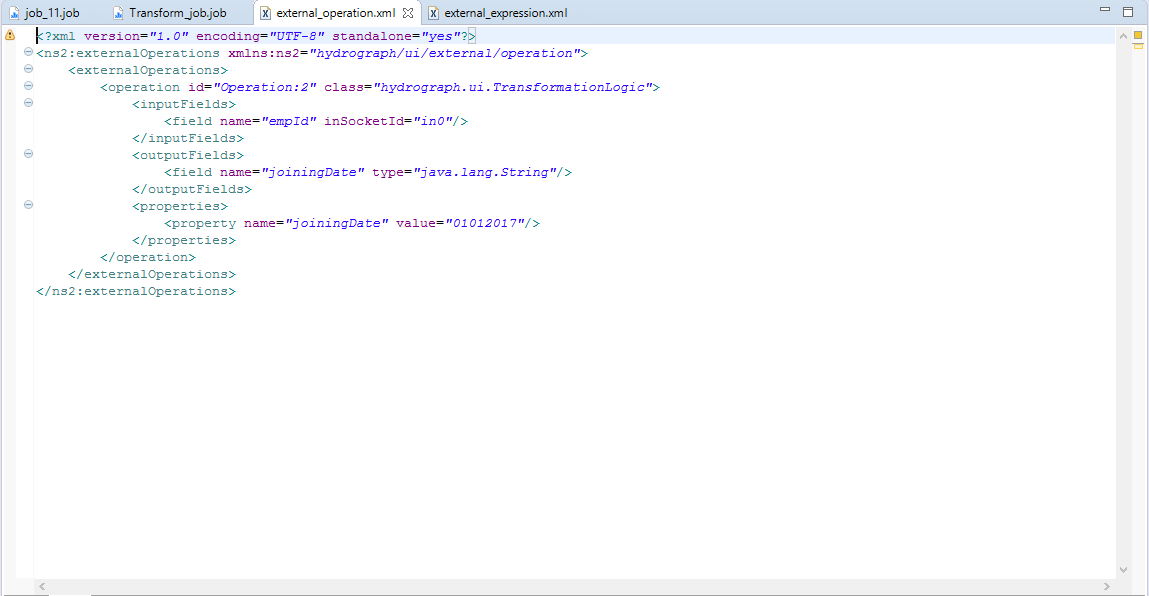 job_11.job Transform_job.job external_operation.xml external_expression.xml
<?xml version="1.0" encoding="UTF-8" standalone="yes"?>
<ns2:externalOperations xmlns:ns2="hydrograph/ui/external/operation">
    <externalOperations>
        <operation id="Operation:2" class="hydrograph.ui.TransformationLogic">
            <inputFields>
                <field name="empId" inSocketId="in0"/>
            </inputFields>
            <outputFields>
                <field name="joiningDate" type="java.lang.String"/>
            </outputFields>
            <properties>
                <property name="joiningDate" value="01012017"/>
            </properties>
        </operation>
    </externalOperations>
</ns2:externalOperations>